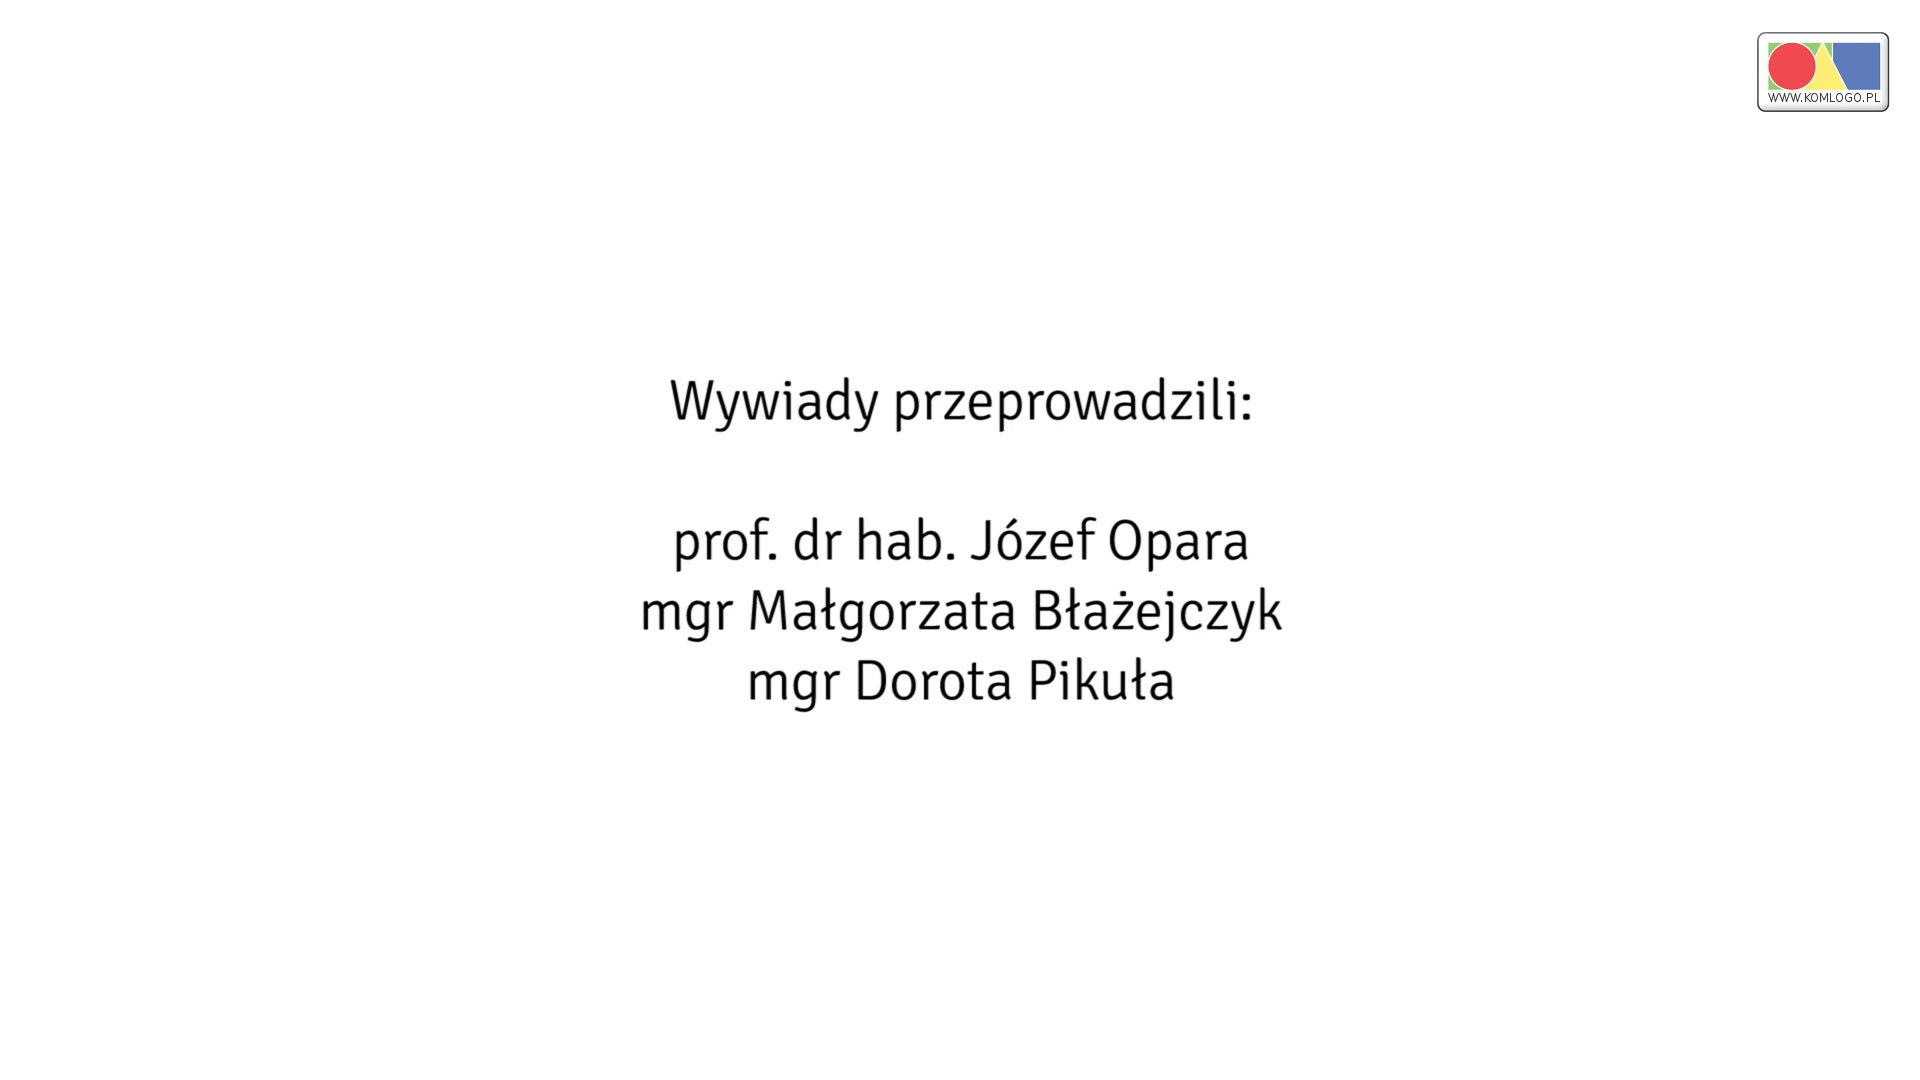 WWW.KOMLOGO.PL
Wywiady przeprowadzili:
prof. dr hab. Józef Opara
mgr Małgorzata Błażejczyk
mgr Dorota Pikuła